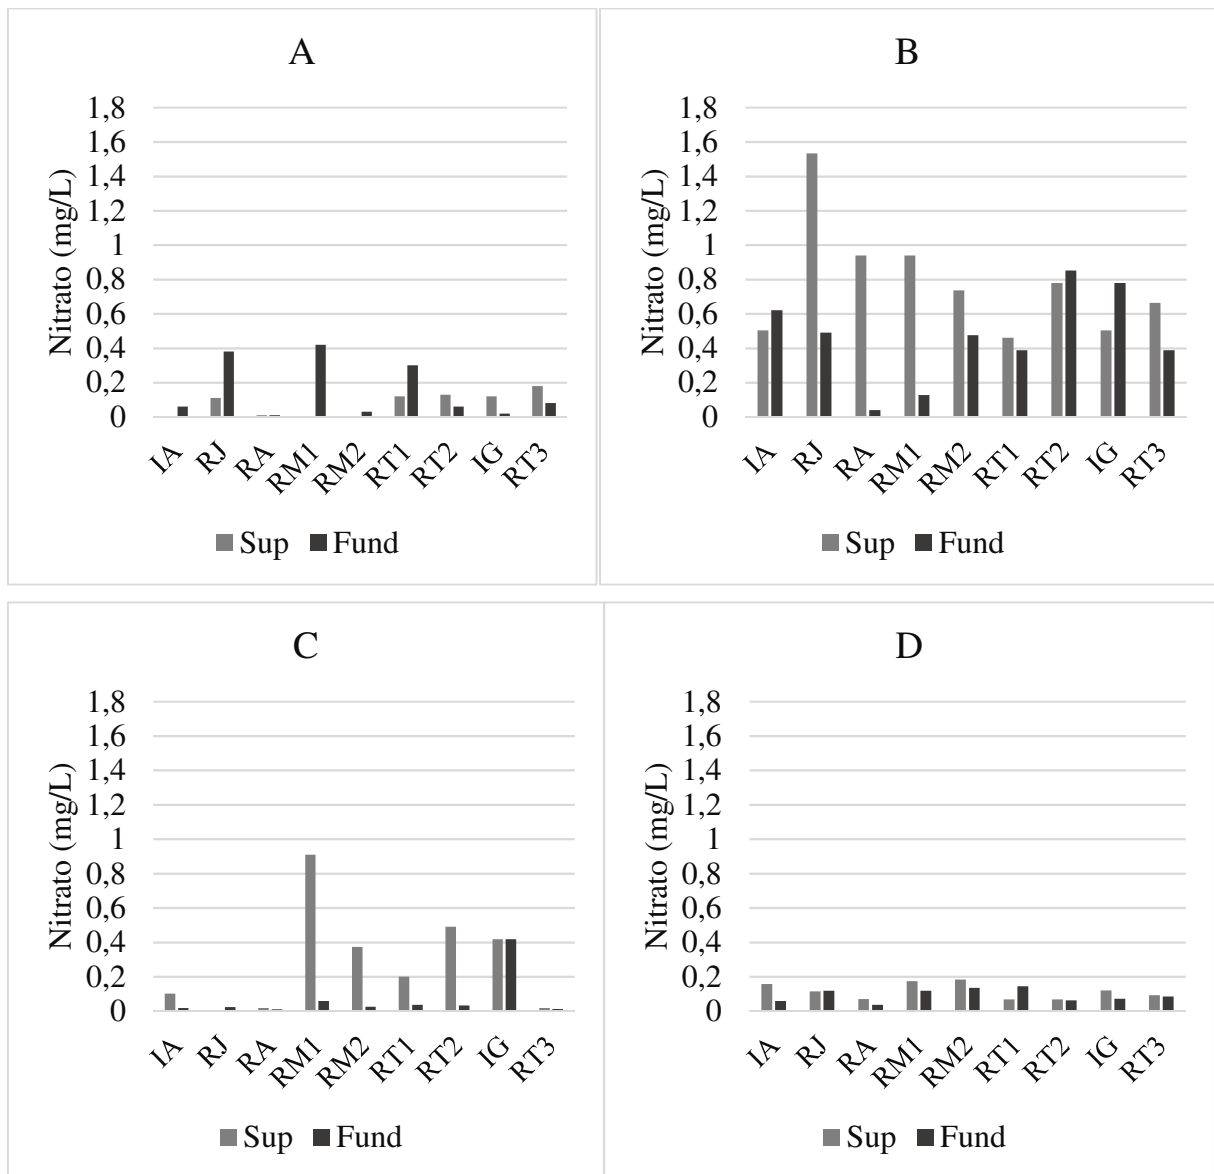 A
Nitrato (mg/L)
1,8
1,6
1,4
1,2
1
0,8
0,6
0,4
0,2
0
IA RJ RA RM1 RM2 RT1 RT2 IG RT3
Sup Fund
B
Nitrato (mg/L)
1,8
1,6
1,4
1,2
1
0,8
0,6
0,4
0,2
0
IA RJ RA RM1 RM2 RT1 RT2 IG RT3
Sup Fund
C
Nitrato (mg/L)
1,8
1,6
1,4
1,2
1
0,8
0,6
0,4
0,2
0
IA RJ RA RM1 RM2 RT1 RT2 IG RT3
Sup Fund
D
Nitrato (mg/L)
1,8
1,6
1,4
1,2
1
0,8
0,6
0,4
0,2
0
IA RJ RA RM1 RM2 RT1 RT2 IG RT3
Sup Fund